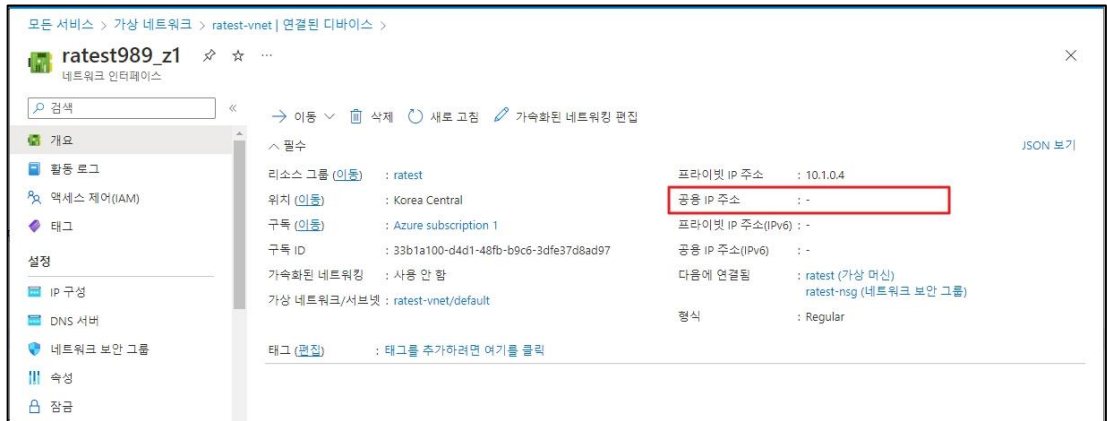 모든 서비스 > 가상 네트워크 > ratest-vnet | 연결된 디바이스 >
ratest989_z1
네트워크 인터페이스
검색
이동 삭제 새로 고침 가속화된 네트워킹 편집
개요
활동 로그
액세스 제어(IAM)
태그
설정
IP 구성
DNS 서버
네트워크 보안 그룹
속성
잠금
필수
JSON 보기
리소스 그룹 (이동) : ratest
위치 (이동) : Korea Central
구독 (이동) : Azure subscription 1
구독 ID : 33b1a100-d4d1-48fb-b9c6-3dfe37d8ad97
가속화된 네트워킹 : 사용 안 함
가상 네트워크/서브넷 : ratest-vnet/default
프라이빗 IP 주소 : 10.1.0.4
공용 IP 주소 : -
프라이빗 IP 주소(IPv6) : -
공용 IP 주소(IPv6) : -
다음에 연결됨 : ratest (가상 머신)
ratest-nsg (네트워크 보안 그룹)
형식 : Regular
태그 (편집) : 태그를 추가하려면 여기를 클릭